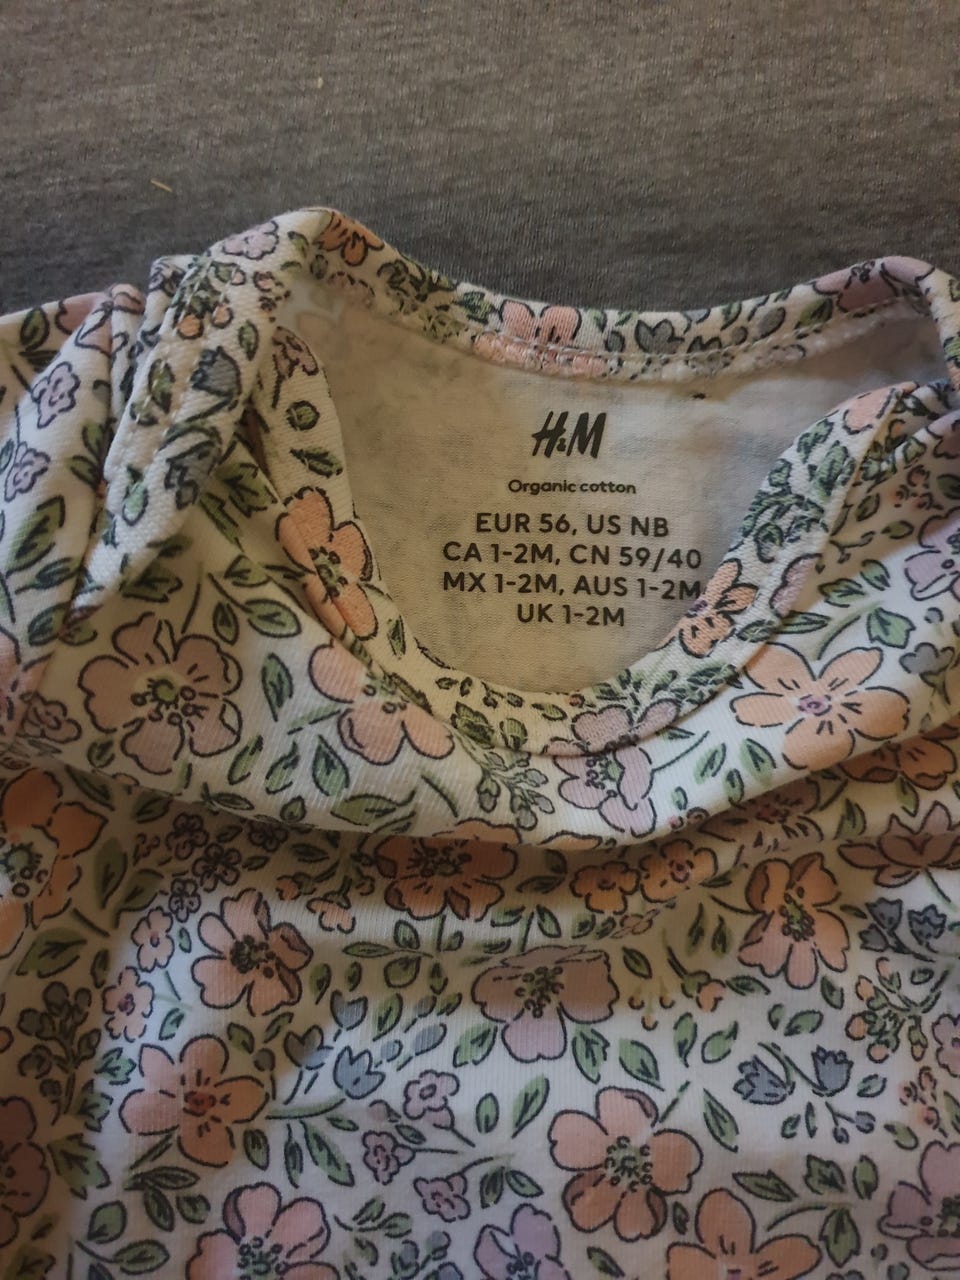 H&M
Organic cotton
EUR 56, US NB
CA 1-2M, CN 59/40
MX 1-2M, AUS 1-2M
UK 1-2M